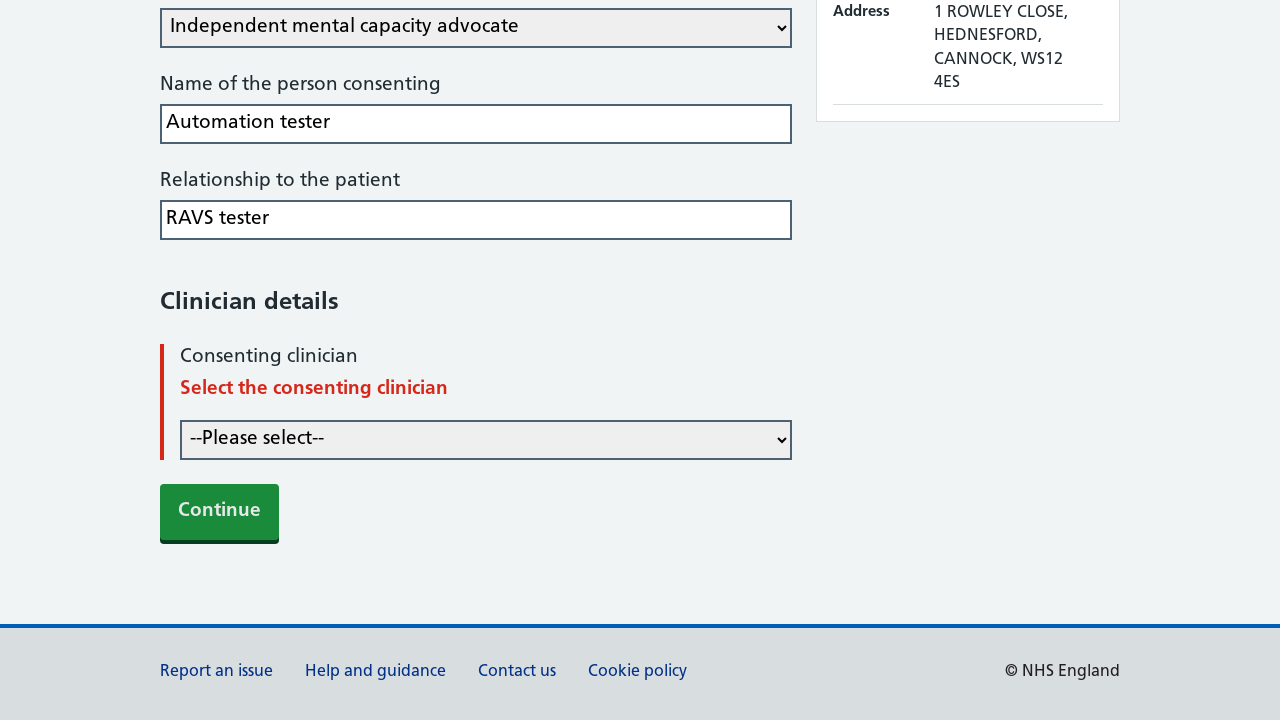 Independent mental capacity advocate
Name of the person consenting
Automation tester
Relationship to the patient
RAVS tester
Clinician details
Consenting clinician
Select the consenting clinician
--Please select--
Continue
Address
1 ROWLEY CLOSE,
HEDNESFORD,
CANNOCK, WS12
4ES
Report an issue
Help and guidance
Contact us
Cookie policy
© NHS England